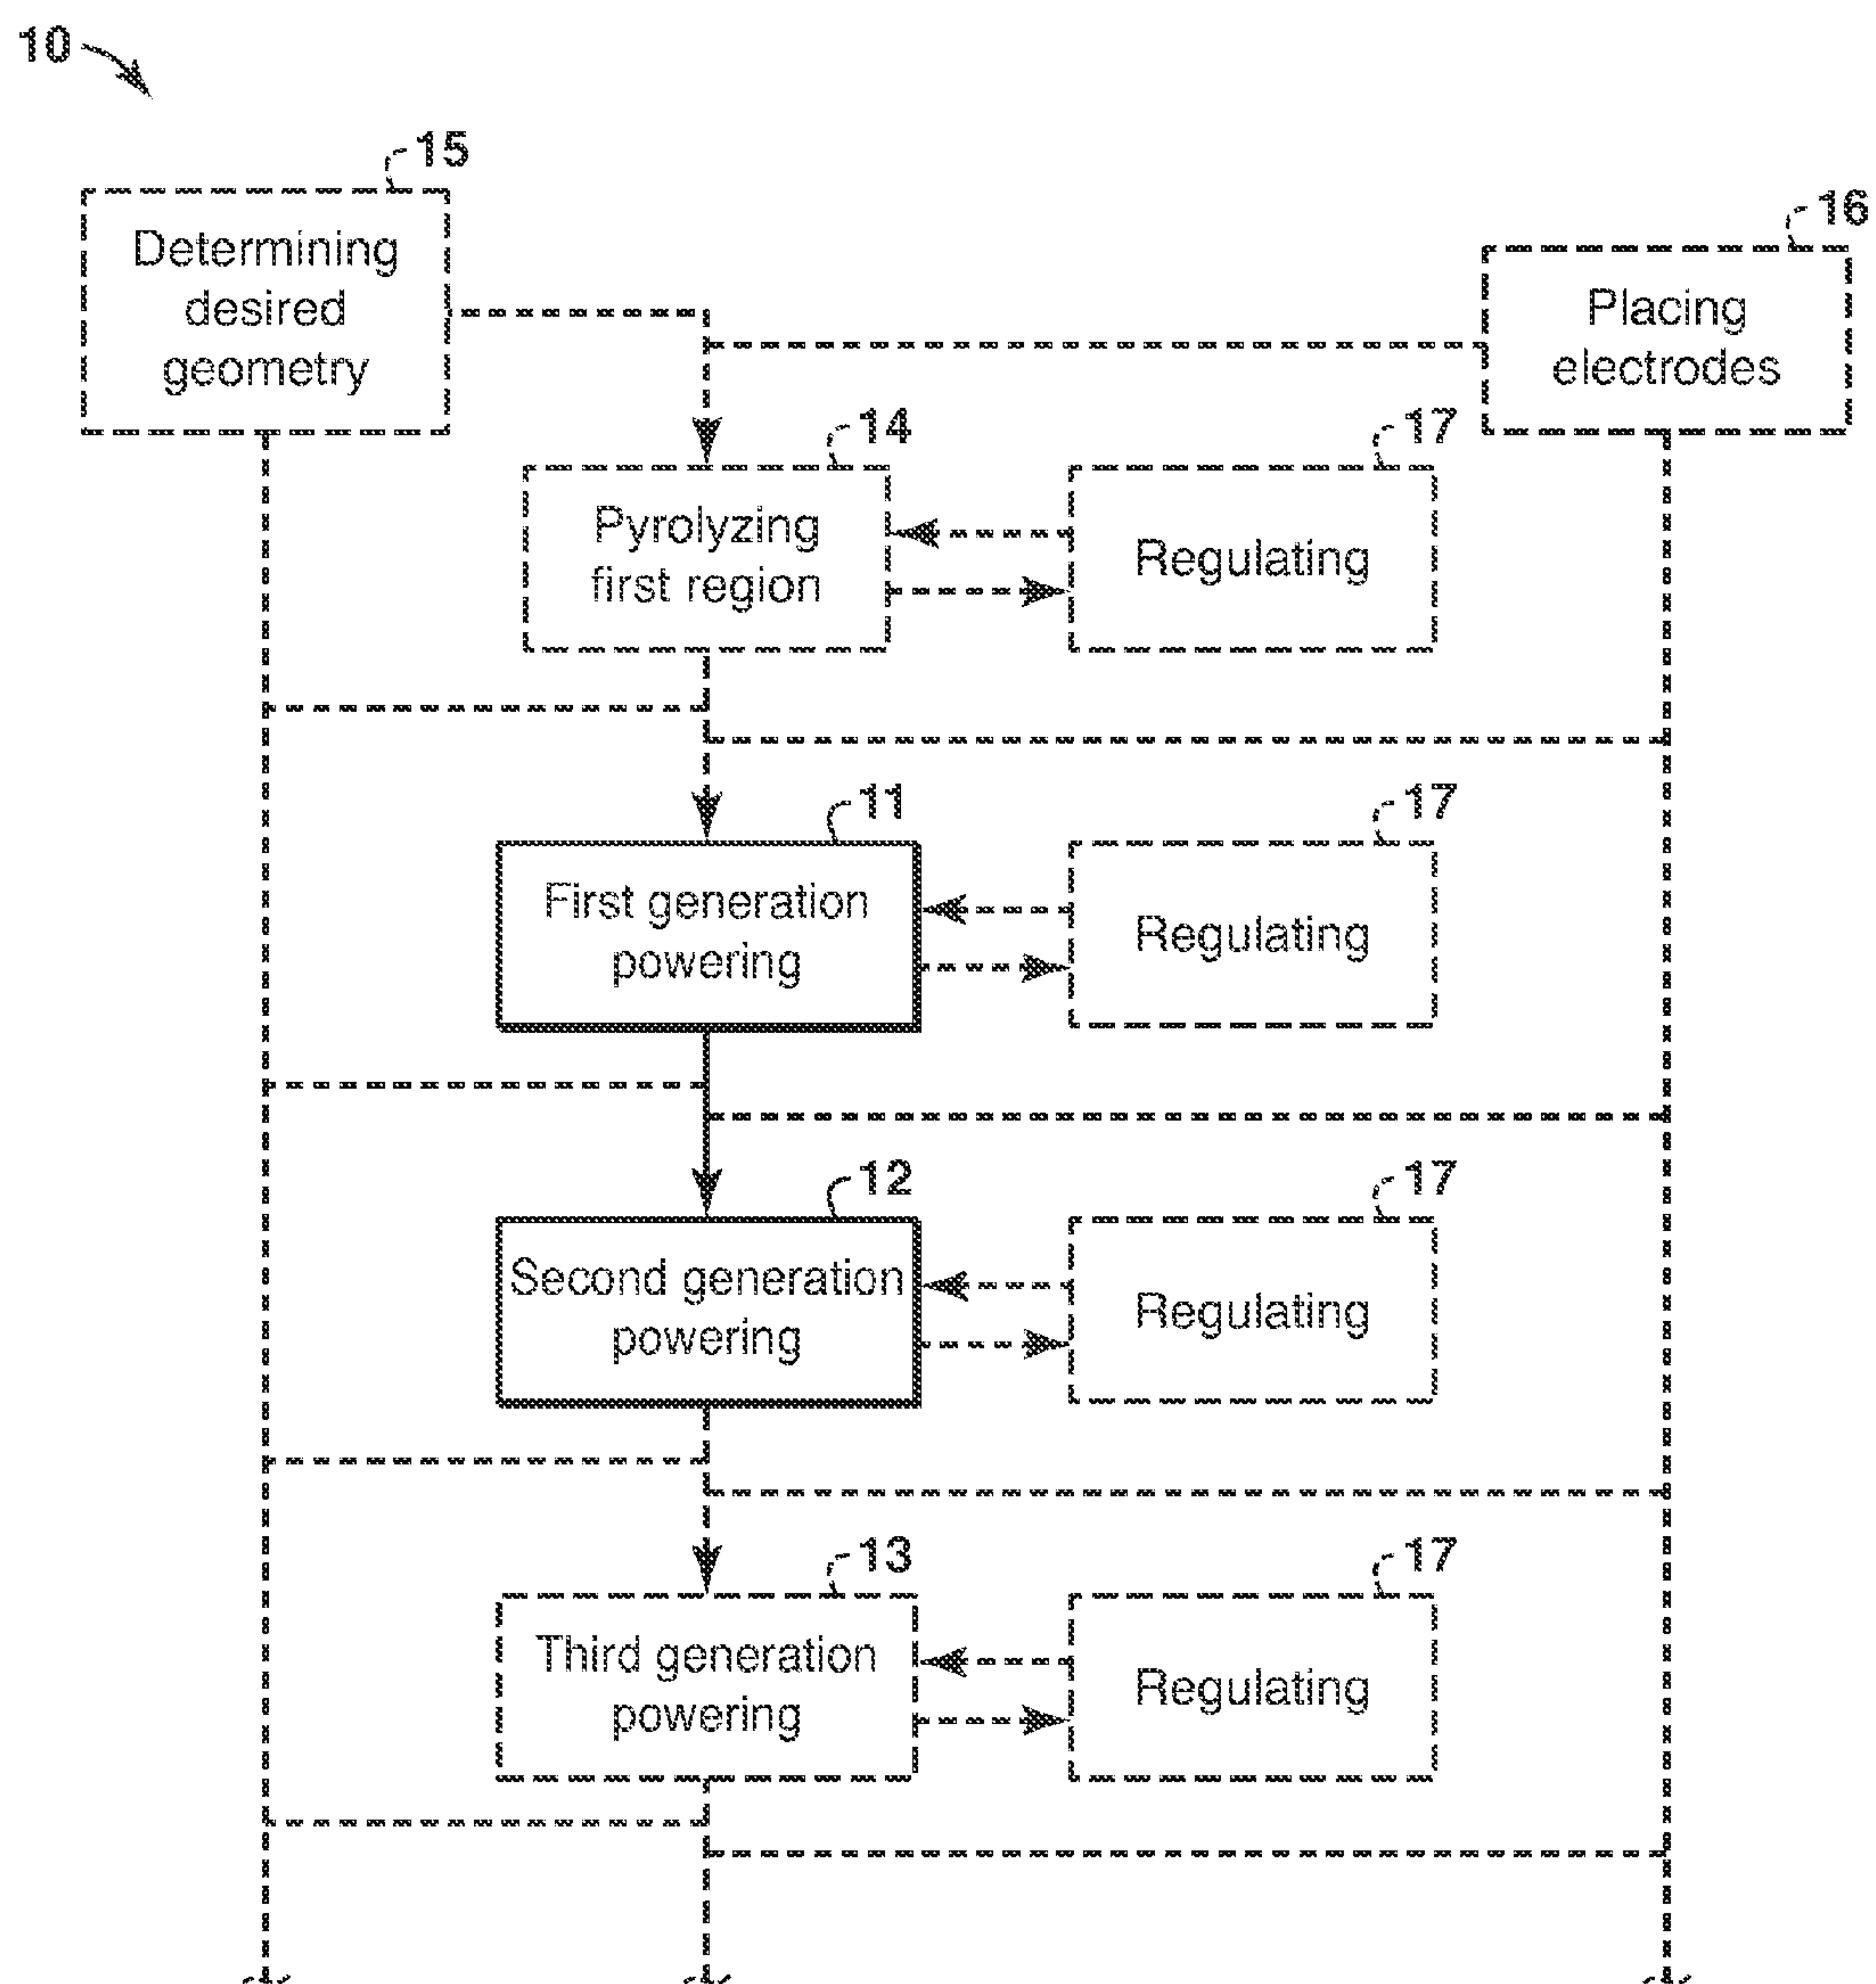 10
15
Determining
desired
geometry
16
Placing
electrodes
14
Pyrolyzing
first region
17
Regulating
11
First generation
powering
17
Regulating
12
Second generation
powering
17
Regulating
13
Third generation
powering
17
Regulating